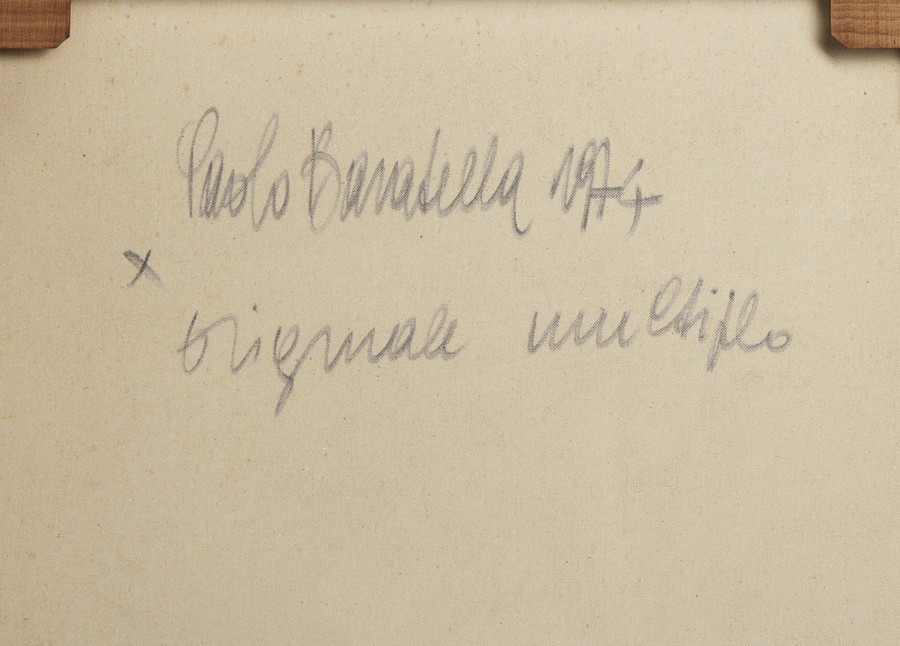 Paolo Baratella 1974
x
originale multiplo